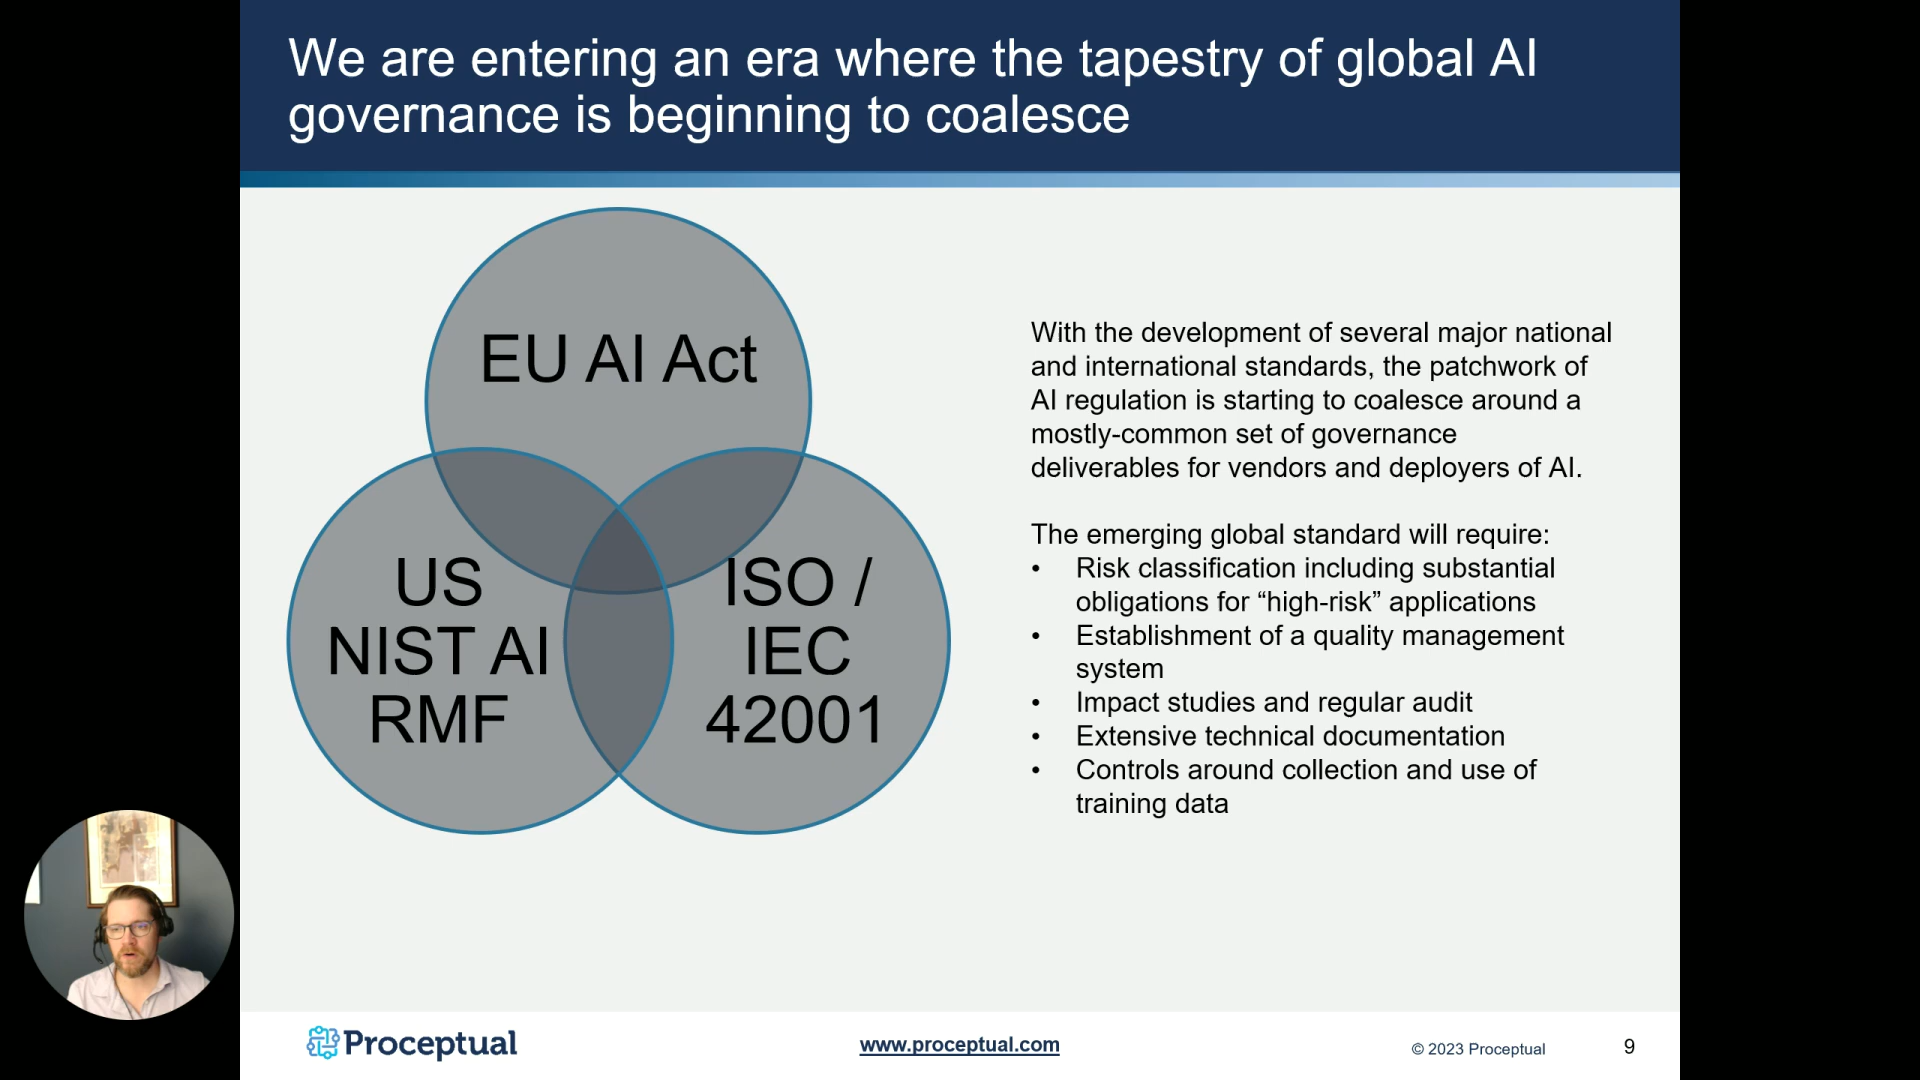 We are entering an era where the tapestry of global AI
governance is beginning to coalesce
EU AI Act
US
NIST AI
RMF
ISO /
IEC
42001
With the development of several major national
and international standards, the patchwork of
AI regulation is starting to coalesce around a
mostly-common set of governance
deliverables for vendors and deployers of AI.
The emerging global standard will require:
• Risk classification including substantial
obligations for “high-risk” applications
• Establishment of a quality management
system
• Impact studies and regular audit
• Extensive technical documentation
• Controls around collection and use of
training data
Proceptual
www.proceptual.com
© 2023 Proceptual
9